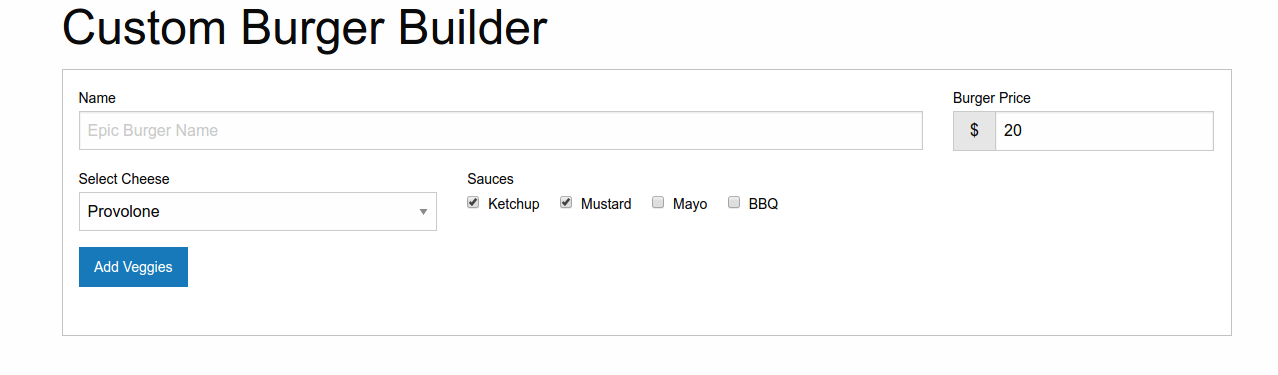 Custom Burger Builder
Name
Burger Price
Epic Burger Name
$ 20
Select Cheese
Sauces
Provolone
Ketchup Mustard Mayo BBQ
Add Veggies